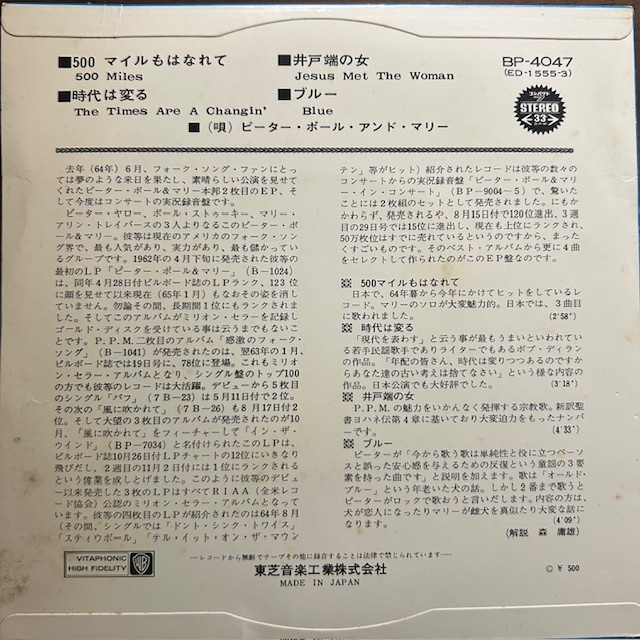 ■500 マイルもはなれて
500 Miles
■時代は変る
The Times Are A Changin'
■井戸端の女
Jesus Met The Woman
■ブルー
Blue
■（唄）ピーター・ポール・アンド・マリー
BP-4047
(ED-1555-3)
コンパクト
STEREO
33
去年（64年）6月、フォーク・ソング・ファンにとっ
ては夢のような来日を果たし、素晴らしい公演を見せて
くれたピーター・ポール＆マリー本邦2枚目のEP、そ
して今度はコンサートの実況録音盤です。
ピーター・ヤロー、ポール・ストゥーキー、マリー・
アリン・トレイバースの3人よりなるこのピーター・ポ
ール＆マリー。彼等は現在のアメリカのフォーク・ソン
グ界で、最も人気があり、実力があり、最も儲かってい
るグループです。1962年の4月下旬に発売された彼等の
最初のLP「ピーター・ポール＆マリー」（B—1024）
は、同年4月28日付ビルボード誌のLPランク、123 位
に顔を見せて以来現在（65年1月）もなおその姿を消し
ていません。勿論その間、長期間1位にもランクされま
した。そしてこのアルバムがミリオン・セラーを記録し
ゴールド・ディスクを受けている事は云うまでもないこ
とです。P.P.M.二枚目のアルバム「感激のフォーク・
ソング」（B-1041）が発売されたのは、翌63年の1月、
ビルボード誌では19日号に、78位に登場。これもミリオ
ン・セラー・アルバムとなり、シングル盤のトップ100
の方でも彼等のレコードは大活躍。デビューから5枚目
のシングル「パフ」（7B—23）は5月11日付で2位。
その次の「風に吹かれて」（7B—26）も8月17日付2
位。そして大望の3枚目のアルバムが発売されたのが10
月、「風に吹かれて」をフィーチャーして「イン・ザ・
ウインド」（BP—7034）と名付けられたこのLPは、
ビルボード誌10月26日付LPチャートの12位にいきなり
飛びだし、2週目の11月2日付には1位にランクされる
という偉業を成しとげました。このように彼等のデビュ
ー以来発売した3枚のLPはすべてRIAA（全米レコ
ード協会）公認のミリオン・セラー・アルバムとなって
います。彼等の四枚目のLPが紹介されたのは64年8月
（その間、シングルでは「ドント・シンク・トワイス」
「スティウボール」「テル・イット・オン・ザ・マウン
テン」等がヒット）紹介されたレコードは彼等の数々の
コンサートからの実況録音盤「ピーター・ポール＆マリ
ー・イン・コンサート」（BP—9004〜5）で、驚いた
ことには2枚組のセットとして発売されました。にもか
かわらず、発売されるや、8月15日付で120位進出、3週
目の29日号では15位に進出し、現在も上位にランクされ、
50万枚位はすでに売れているというのですから、まった
くすごいものです。そのベスト・アルバムから更に4曲
をセレクトして作られたのがこのEP盤なのです。
※ 500マイルもはなれて
日本で、64年暮から今年にかけてヒットをしているレ
コード。マリーのソロが大変魅力的。日本では、3曲目
に歌われました。
(2'58")
※ 時代は変る
「現代を表わす」と云う事が最もうまいといわれてい
る若手民謡歌手でありライターでもあるボブ・ディラン
の作品。「年配の皆さん、時代は変りつつあるのですか
らあなた達の古い考えは捨てなさい」という様な内容
の作品。日本公演でも大好評でした。
(3'18")
※ 井戸端の女
P.P.M.の魅力をいかんなく発揮する宗教歌。新訳聖
書ヨハネ伝第4章に基いており大変迫力をもったナンバ
ーです。
(4'33")
※ ブルー
ピーターが「今から歌う歌は単純性と役に立つベーソ
スと誤った安心感を与えるための反復という童謡の3要
素を持った曲です」と説明を加えます。歌は「オールド・
ブルー」という年老いた犬の話。しかし2番まで歌うと
ピーターがロックで歌おうと言いだします。内容の方は、
犬が恋人になったりマリーが雌犬を真似たり大変な話に
なります。
(4'09")
（解説 森 庸雄）
VITAPHONIC
HIGH FIDELITY
WB
—レコードから無断でテープその他に録音することは法律で禁じられています—
東芝音楽工業株式会社
MADE IN JAPAN
Ⓒ ￥ 500